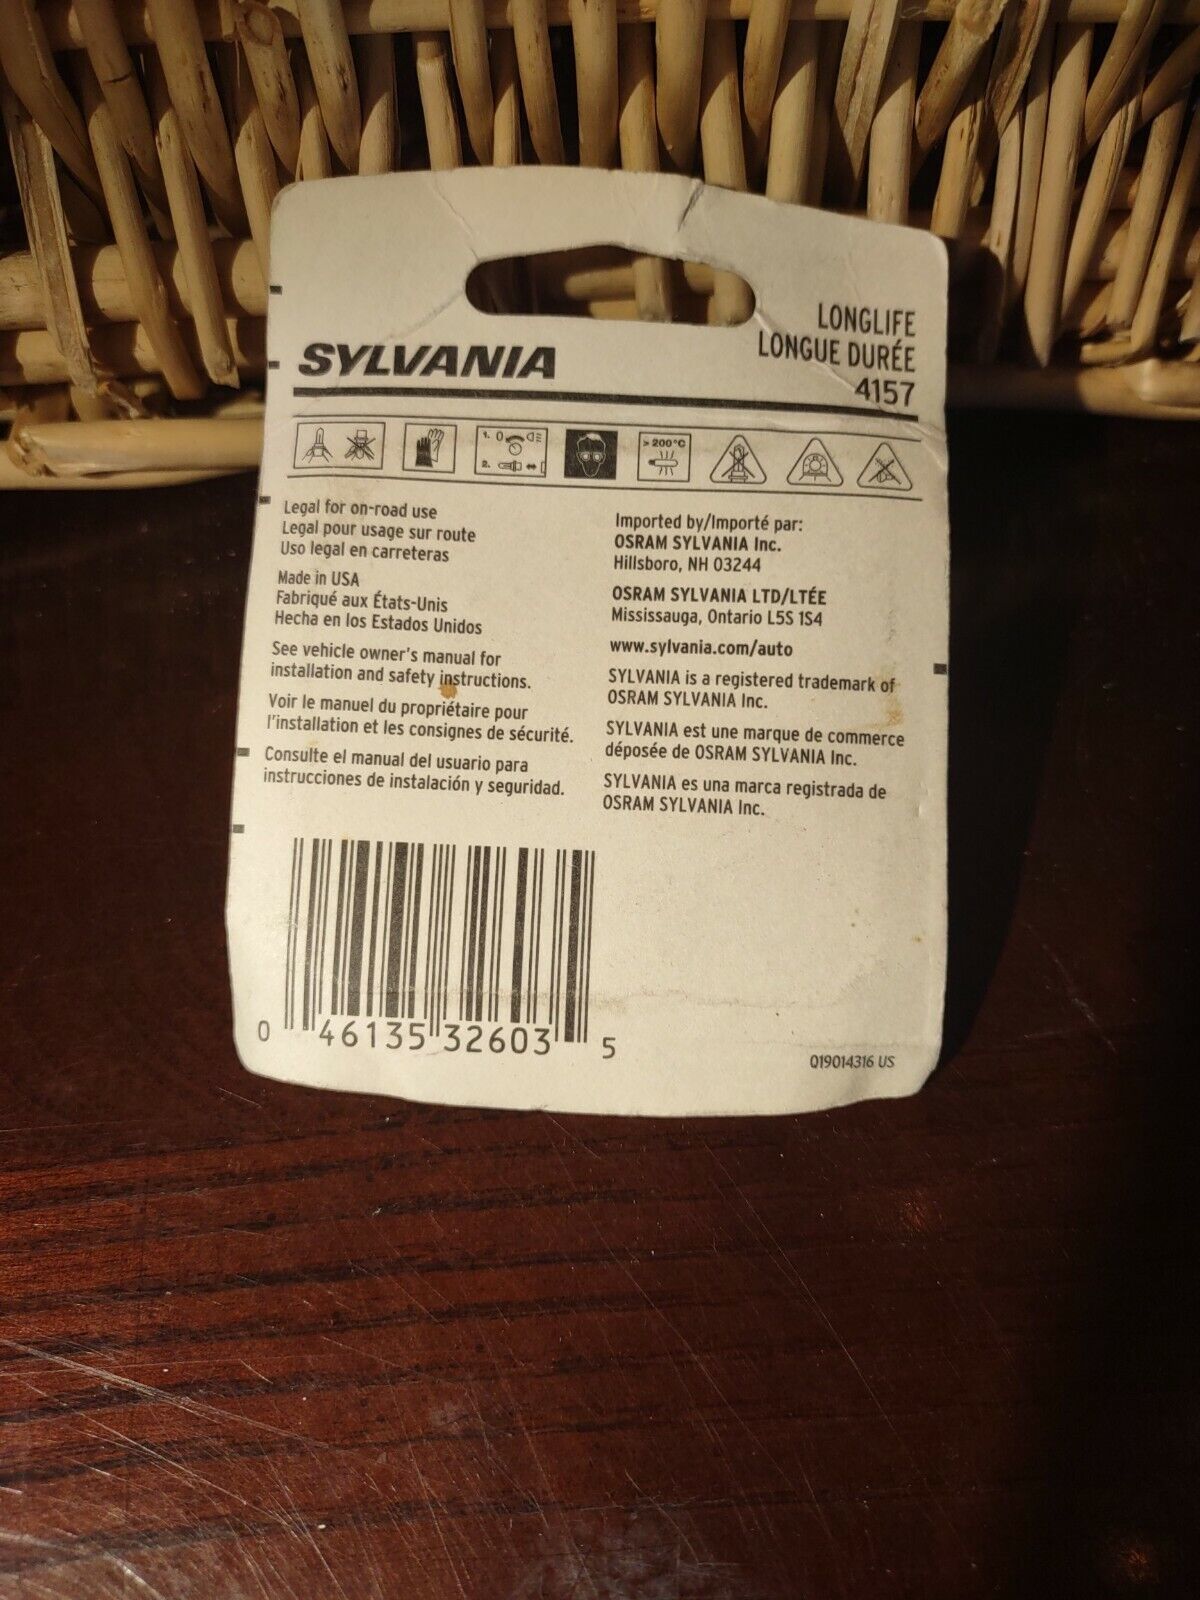 SYLVANIA
LONGLIFE
LONGUE DURÉE
4157
1. 0
2.
> 200°C
Legal for on-road use
Legal pour usage sur route
Uso legal en carreteras
Made in USA
Fabriqué aux États-Unis
Hecha en los Estados Unidos
See vehicle owner's manual for
installation and safety instructions.
Voir le manuel du propriétaire pour
l'installation et les consignes de sécurité.
Consulte el manual del usuario para
instrucciones de instalación y seguridad.
Imported by/Importé par:
OSRAM SYLVANIA Inc.
Hillsboro, NH 03244
OSRAM SYLVANIA LTD/LTÉE
Mississauga, Ontario L5S 1S4
www.sylvania.com/auto
SYLVANIA is a registered trademark of
OSRAM SYLVANIA Inc.
SYLVANIA est une marque de commerce
déposée de OSRAM SYLVANIA Inc.
SYLVANIA es una marca registrada de
OSRAM SYLVANIA Inc.
0 46135 32603 5
Q19014316 US